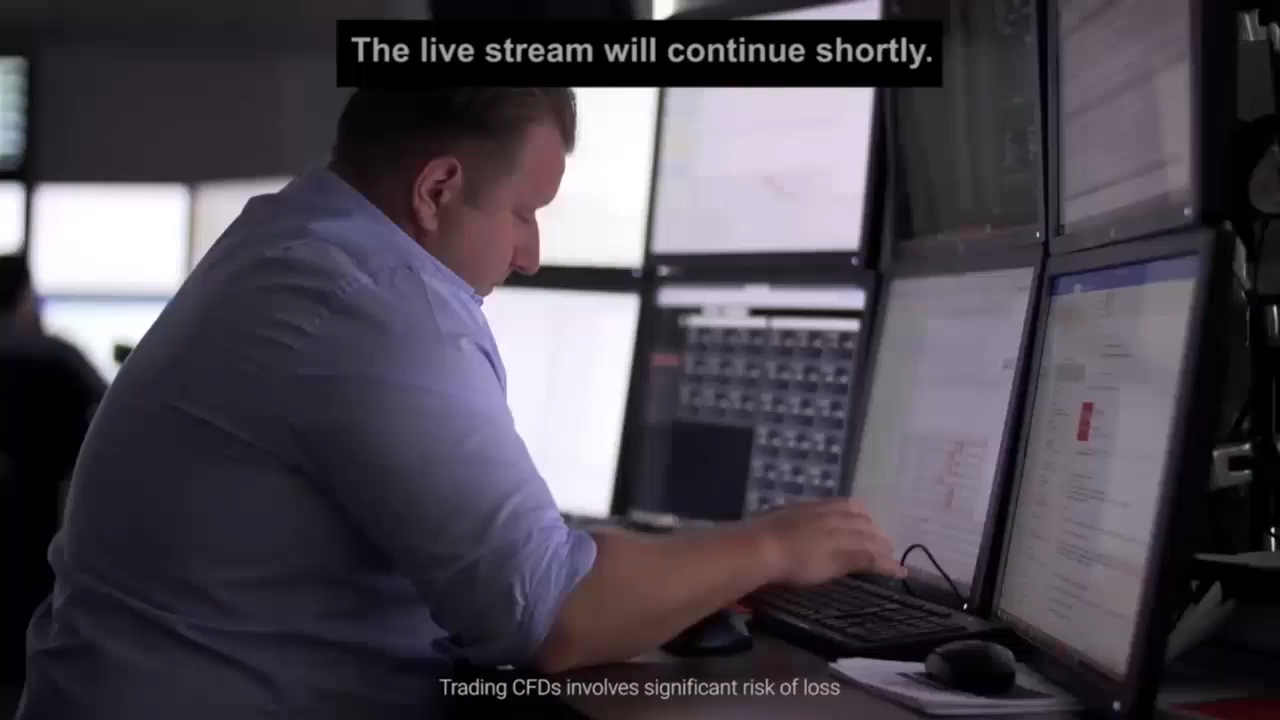 The live stream will continue shortly.
Trading CFDs involves significant risk of loss